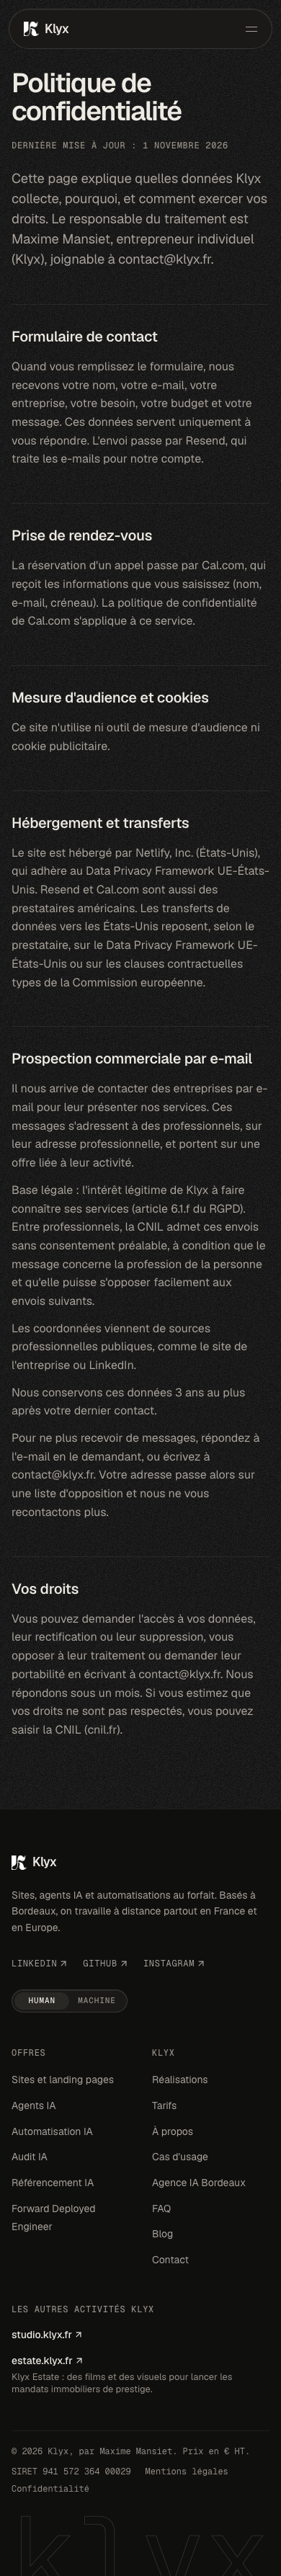 Klyx
Politique de
confidentialité
DERNIÈRE MISE À JOUR : 1 NOVEMBRE 2026
Cette page explique quelles données Klyx
collecte, pourquoi, et comment exercer vos
droits. Le responsable du traitement est
Maxime Mansiet, entrepreneur individuel
(Klyx), joignable à contact@klyx.fr.
Formulaire de contact
Quand vous remplissez le formulaire, nous
recevons votre nom, votre e-mail, votre
entreprise, votre besoin, votre budget et votre
message. Ces données servent uniquement à
vous répondre. L'envoi passe par Resend, qui
traite les e-mails pour notre compte.
Prise de rendez-vous
La réservation d'un appel passe par Cal.com, qui
reçoit les informations que vous saisissez (nom,
e-mail, créneau). La politique de confidentialité
de Cal.com s'applique à ce service.
Mesure d'audience et cookies
Ce site n'utilise ni outil de mesure d'audience ni
cookie publicitaire.
Hébergement et transferts
Le site est hébergé par Netlify, Inc. (États-Unis),
qui adhère au Data Privacy Framework UE-États-
Unis. Resend et Cal.com sont aussi des
prestataires américains. Les transferts de
données vers les États-Unis reposent, selon le
prestataire, sur le Data Privacy Framework UE-
États-Unis ou sur les clauses contractuelles
types de la Commission européenne.
Prospection commerciale par e-mail
Il nous arrive de contacter des entreprises par e-
mail pour leur présenter nos services. Ces
messages s'adressent à des professionnels, sur
leur adresse professionnelle, et portent sur une
offre liée à leur activité.
Base légale : l'intérêt légitime de Klyx à faire
connaître ses services (article 6.1.f du RGPD).
Entre professionnels, la CNIL admet ces envois
sans consentement préalable, à condition que le
message concerne la profession de la personne
et qu'elle puisse s'opposer facilement aux
envois suivants.
Les coordonnées viennent de sources
professionnelles publiques, comme le site de
l'entreprise ou LinkedIn.
Nous conservons ces données 3 ans au plus
après votre dernier contact.
Pour ne plus recevoir de messages, répondez à
l'e-mail en le demandant, ou écrivez à
contact@klyx.fr. Votre adresse passe alors sur
une liste d'opposition et nous ne vous
recontactons plus.
Vos droits
Vous pouvez demander l'accès à vos données,
leur rectification ou leur suppression, vous
opposer à leur traitement ou demander leur
portabilité en écrivant à contact@klyx.fr. Nous
répondons sous un mois. Si vous estimez que
vos droits ne sont pas respectés, vous pouvez
saisir la CNIL (cnil.fr).
Klyx
Sites, agents IA et automatisations au forfait. Basés à
Bordeaux, on travaille à distance partout en France et
en Europe.
LINKEDIN ↗ GITHUB ↗ INSTAGRAM ↗
HUMAN MACHINE
OFFRES
Sites et landing pages
Agents IA
Automatisation IA
Audit IA
Référencement IA
Forward Deployed
Engineer
KLYX
Réalisations
Tarifs
À propos
Cas d'usage
Agence IA Bordeaux
FAQ
Blog
Contact
LES AUTRES ACTIVITÉS KLYX
studio.klyx.fr ↗
estate.klyx.fr ↗
Klyx Estate : des films et des visuels pour lancer les
mandats immobiliers de prestige.
© 2026 Klyx, par Maxime Mansiet. Prix en € HT.
SIRET 941 572 364 00029 Mentions légales
Confidentialité
klyx